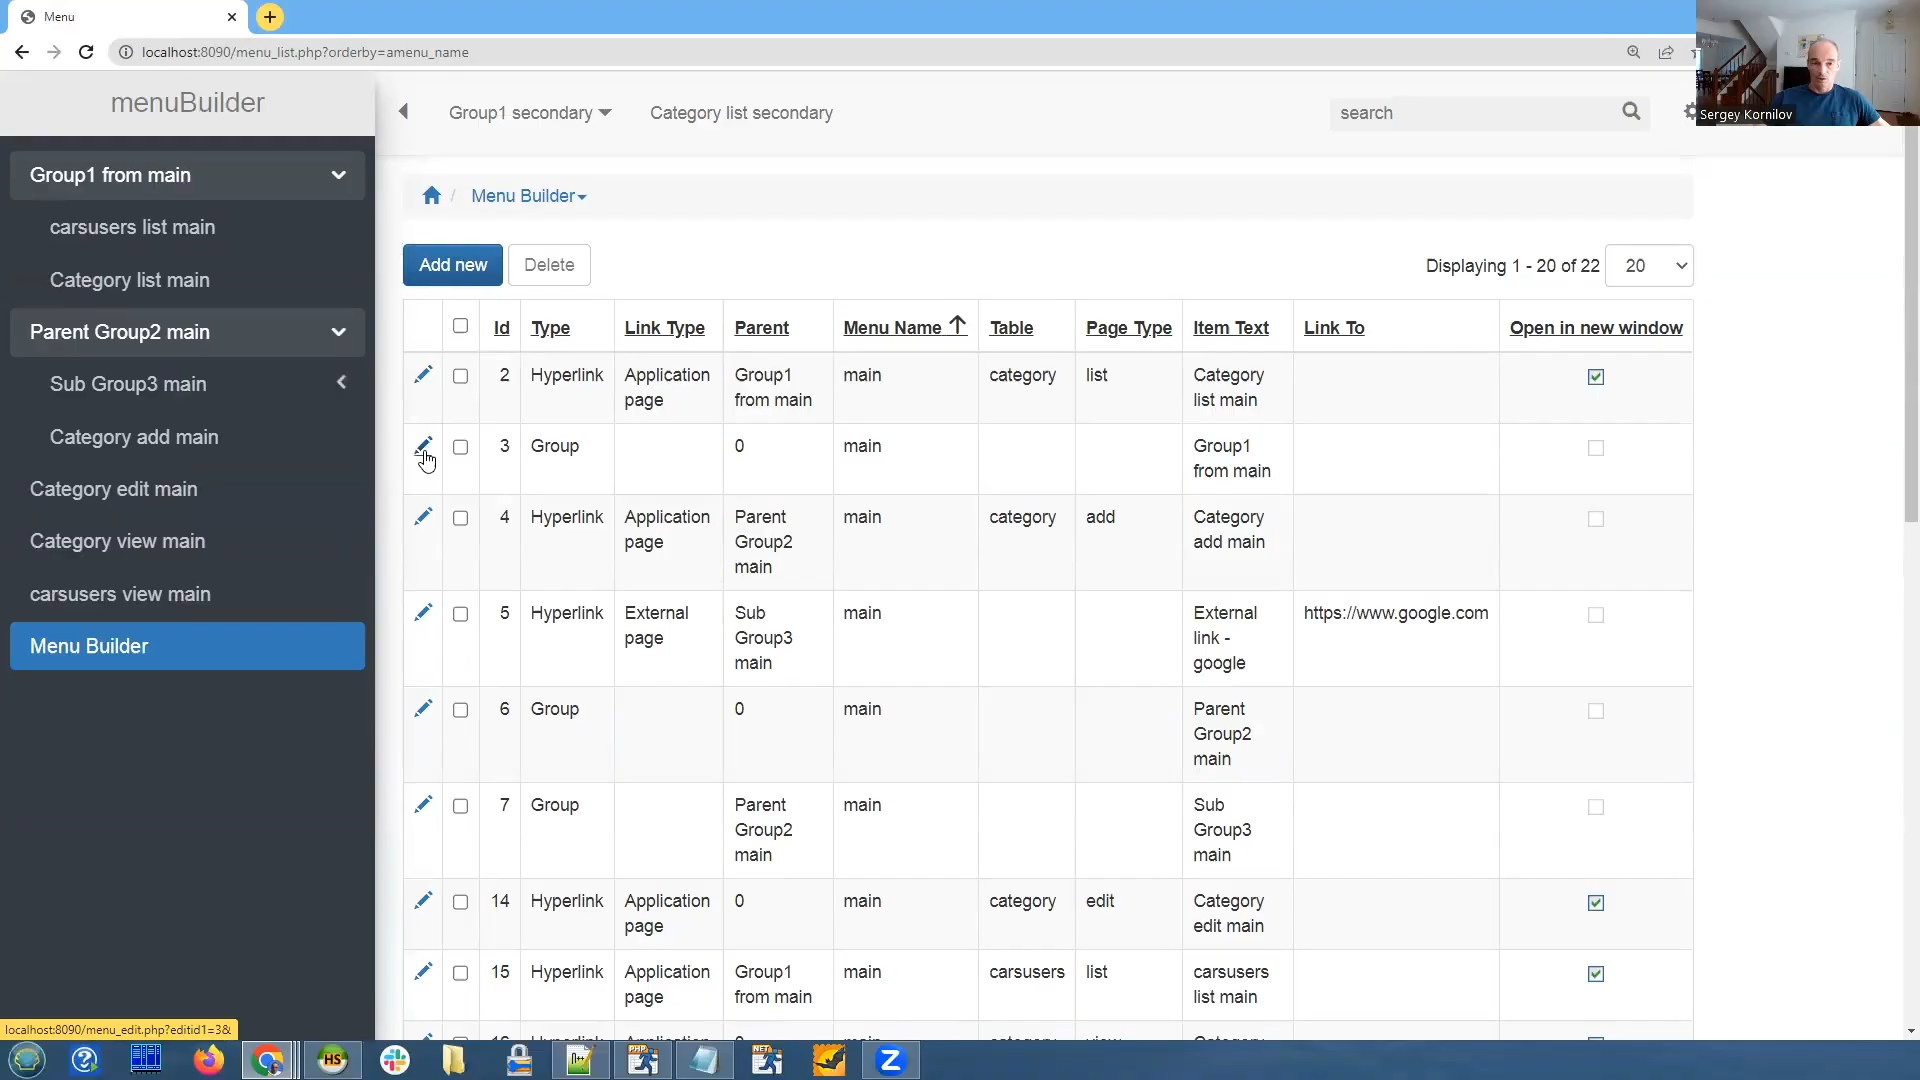 Menu
localhost:8090/menu_list.php?orderby=amenu_name
Sergey Kornilov
menuBuilder
Group1 secondary
Category list secondary
search
Group1 from main
carsusers list main
Category list main
Parent Group2 main
Sub Group3 main
Category add main
Category edit main
Category view main
carsusers view main
Menu Builder
/ Menu Builder
Add new
Delete
Displaying 1 - 20 of 22
20
Id Type Link Type Parent Menu Name Table Page Type Item Text Link To Open in new window
2 Hyperlink Application Group1 main category list Category
page from main list main
3 Group 0 main Group1
from main
4 Hyperlink Application Parent main category add Category
page Group2 add main
main
5 Hyperlink External Sub main External https://www.google.com
page Group3 link -
main google
6 Group 0 main Parent
Group2
main
7 Group Parent main Sub
Group2 Group3
main main
14 Hyperlink Application 0 main category edit Category
page edit main
15 Hyperlink Application Group1 main carsusers list carsusers
page from main list main
localhost:8090/menu_edit.php?editid1=3&
HS
n++
PHP
NET
Z